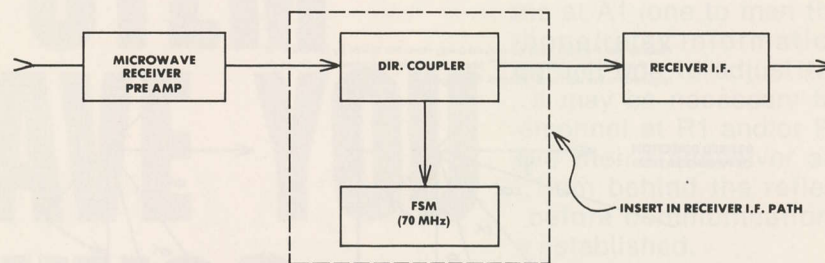 MICROWAVE
RECEIVER
PRE AMP
DIR. COUPLER
RECEIVER I.F.
FSM
(70 MHz)
INSERT IN RECEIVER I.F. PATH